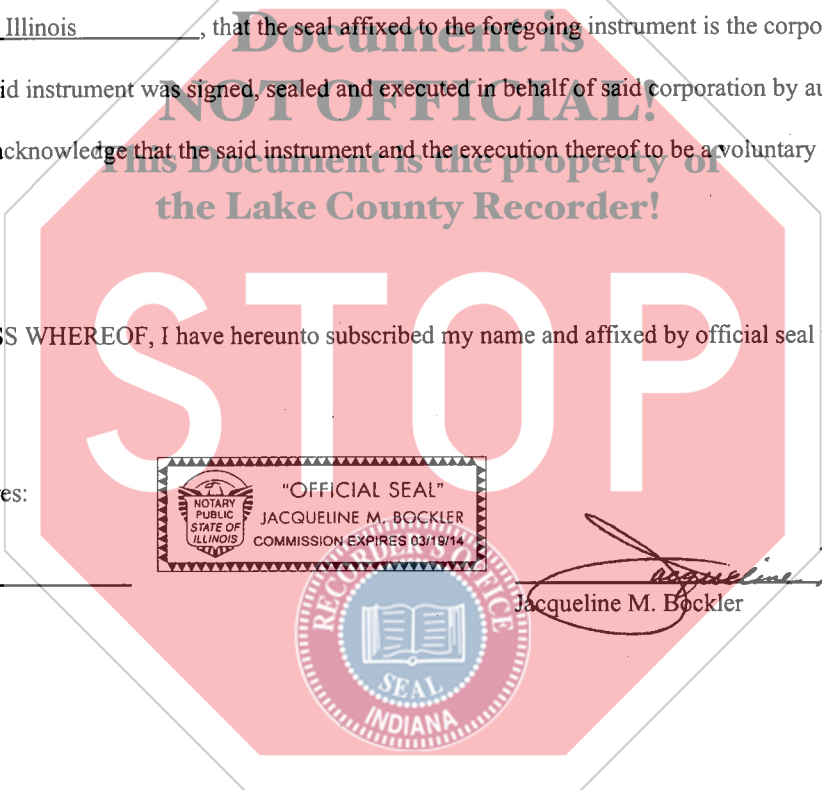 Illinois, that the seal affixed to the foregoing instrument is the corpo
Document is
id instrument was signed, sealed and executed in behalf of said corporation by au
NOT OFFICIAL!
acknowledge that the said instrument and the execution thereof to be a voluntary
This Document is the property of
the Lake County Recorder!
STOP
SS WHEREOF, I have hereunto subscribed my name and affixed by official seal
es:
NOTARY
PUBLIC
STATE OF
ILLINOIS
"OFFICIAL SEAL"
JACQUELINE M. BOCKLER
COMMISSION EXPIRES 03/19/14
Jacqueline
Jacqueline M. Bockler
RECORDER'S OFFICE
SEAL
INDIANA